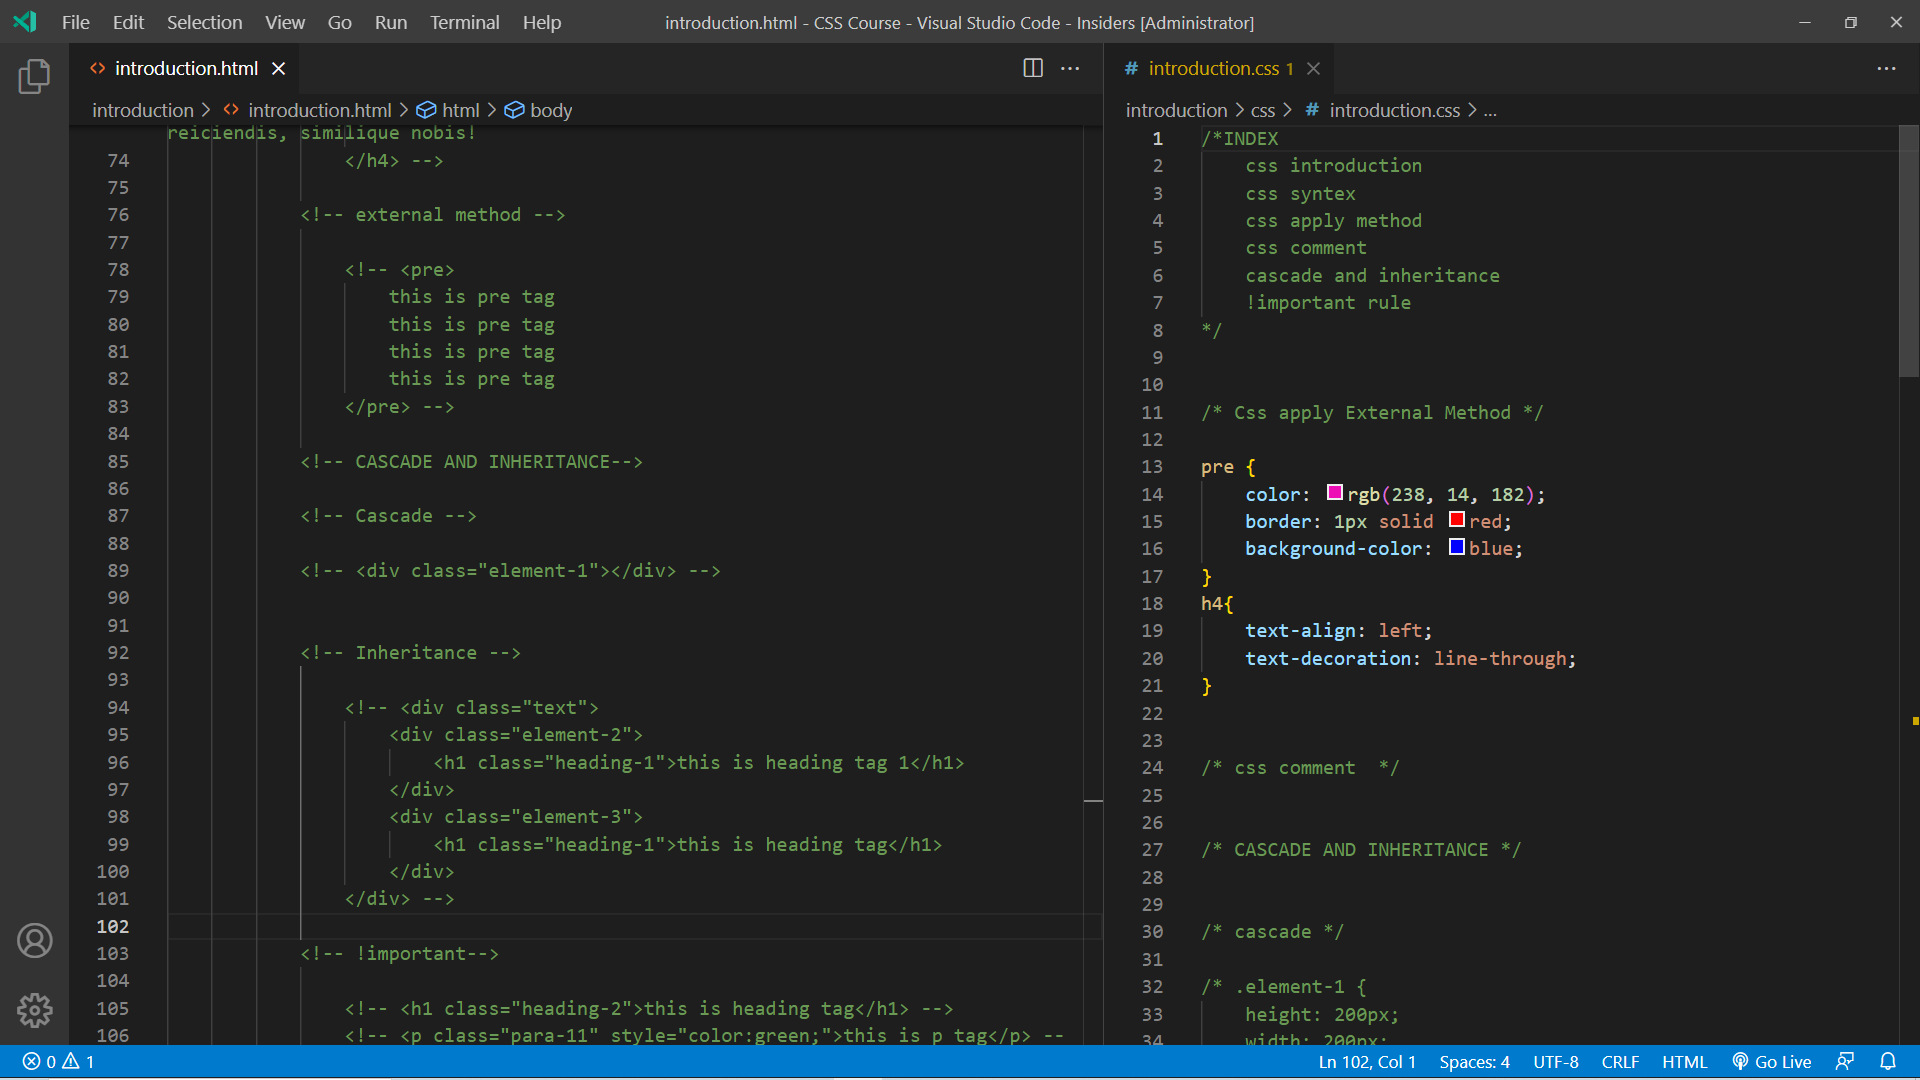 File Edit Selection View Go Run Terminal Help
introduction.html - CSS Course - Visual Studio Code - Insiders [Administrator]
introduction.html
introduction > introduction.html > html > body
reiciendis, similique nobis!
74 </h4> -->
75
76 <!-- external method -->
77
78 <!-- <pre>
79 this is pre tag
80 this is pre tag
81 this is pre tag
82 this is pre tag
83 </pre> -->
84
85 <!-- CASCADE AND INHERITANCE-->
86
87 <!-- Cascade -->
88
89 <!-- <div class="element-1"></div> -->
90
91
92 <!-- Inheritance -->
93
94 <!-- <div class="text">
95 <div class="element-2">
96 <h1 class="heading-1">this is heading tag 1</h1>
97 </div>
98 <div class="element-3">
99 <h1 class="heading-1">this is heading tag</h1>
100 </div>
101 </div> -->
102
103 <!-- !important-->
104
105 <!-- <h1 class="heading-2">this is heading tag</h1> -->
106 <!-- <p class="para-11" style="color:green;">this is p tag</p> --
# introduction.css 1
introduction > css > # introduction.css > ...
1 /*INDEX
2 css introduction
3 css syntex
4 css apply method
5 css comment
6 cascade and inheritance
7 !important rule
8 */
9
10
11 /* Css apply External Method */
12
13 pre {
14 color: rgb(238, 14, 182);
15 border: 1px solid red;
16 background-color: blue;
17 }
18 h4{
19 text-align: left;
20 text-decoration: line-through;
21 }
22
23
24 /* css comment  */
25
26
27 /* CASCADE AND INHERITANCE */
28
29
30 /* cascade */
31
32 /* .element-1 {
33 height: 200px;
34 width: 200px;
0 1
Ln 102, Col 1 Spaces: 4 UTF-8 CRLF HTML Go Live